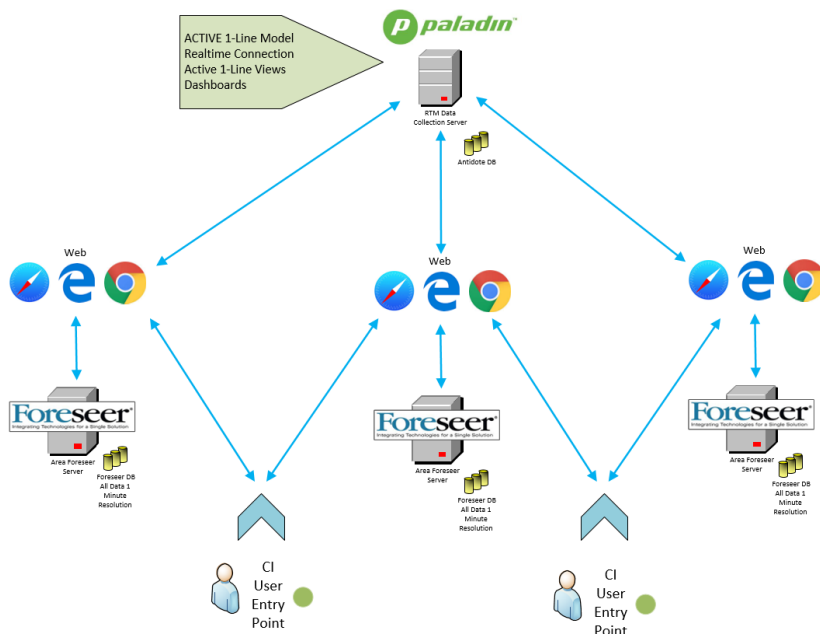 ACTIVE 1-Line Model
Realtime Connection
Active 1-Line Views
Dashboards
paladin™
RTM Data
Collection Server
Antidote DB
Web
Web
Web
Foreseer®
Integrating Technologies for a Single Solution
Area Foreseer
Server
Foreseer DB
All Data 1
Minute
Resolution
Foreseer®
Integrating Technologies for a Single Solution
Area Foreseer
Server
Foreseer DB
All Data 1
Minute
Resolution
Foreseer®
Integrating Technologies for a Single Solution
Area Foreseer
Server
Foreseer DB
All Data 1
Minute
Resolution
CI
User
Entry
Point
CI
User
Entry
Point